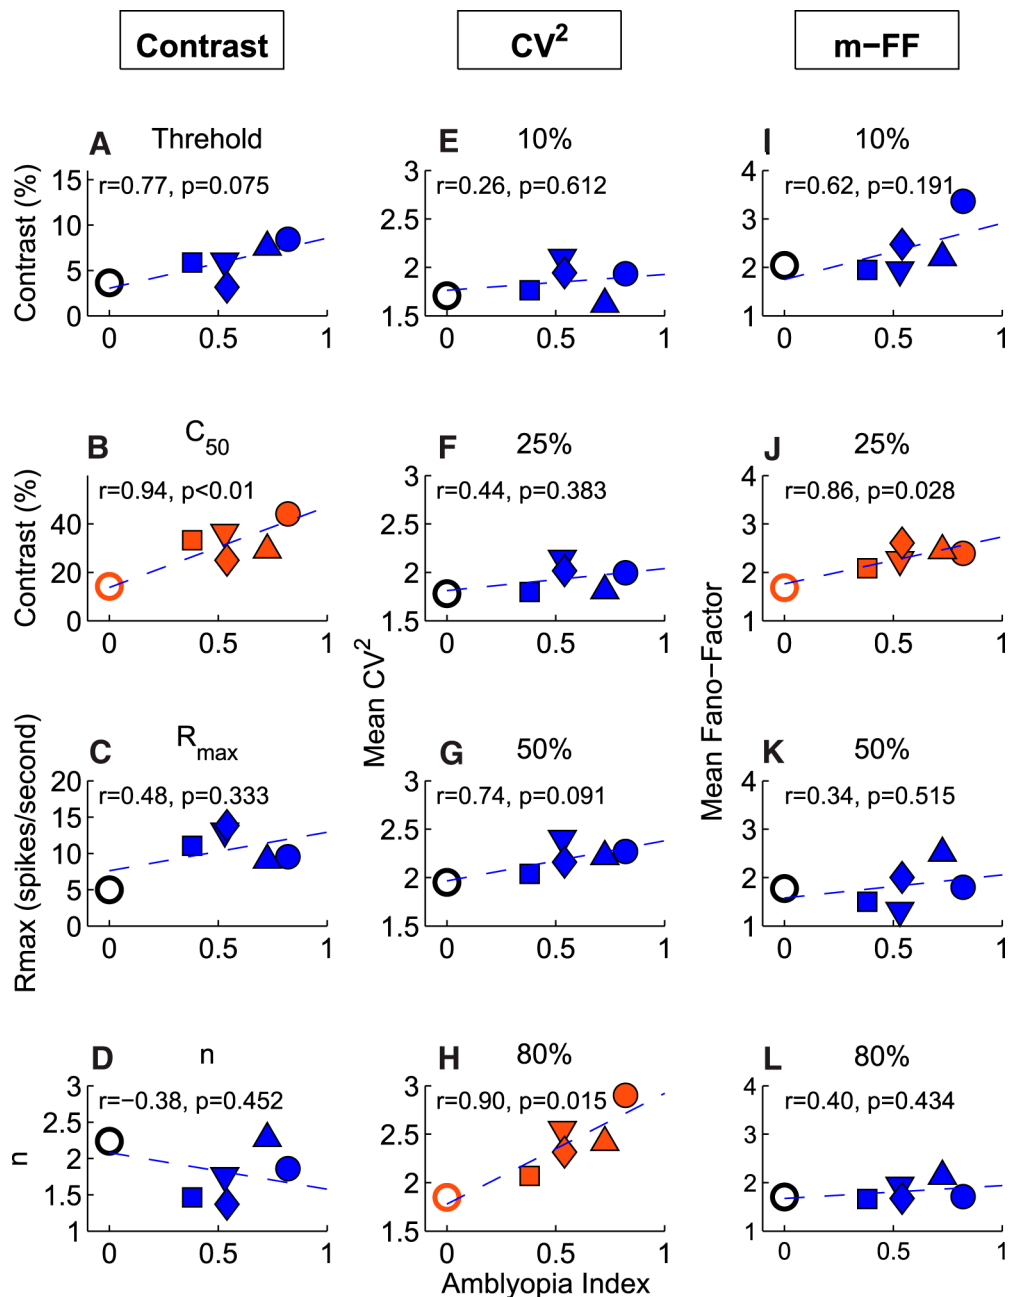 Contrast CV² m−FF
A Threhold E 10% I 10%
Contrast (%)
r=0.77, p=0.075 r=0.26, p=0.612 r=0.62, p=0.191
15 10 5 0
0 0.5 1
3 2.5 2 1.5
0 0.5 1
4 3 2 1
0 0.5 1
B C50 F 25% J 25%
Contrast (%)
r=0.94, p<0.01 r=0.44, p=0.383 r=0.86, p=0.028
40 20 0
0 0.5 1
3 2.5 2 1.5
0 0.5 1
4 3 2 1
0 0.5 1
Mean CV²
Mean Fano−Factor
C Rmax G 50% K 50%
Rmax (spikes/second)
r=0.48, p=0.333 r=0.74, p=0.091 r=0.34, p=0.515
20 15 10 5 0
0 0.5 1
3 2.5 2 1.5
0 0.5 1
4 3 2 1
0 0.5 1
D n H 80% L 80%
n
r=−0.38, p=0.452 r=0.90, p=0.015 r=0.40, p=0.434
3 2.5 2 1.5 1
0 0.5 1
3 2.5 2 1.5
0 0.5 1
4 3 2 1
0 0.5 1
Amblyopia Index